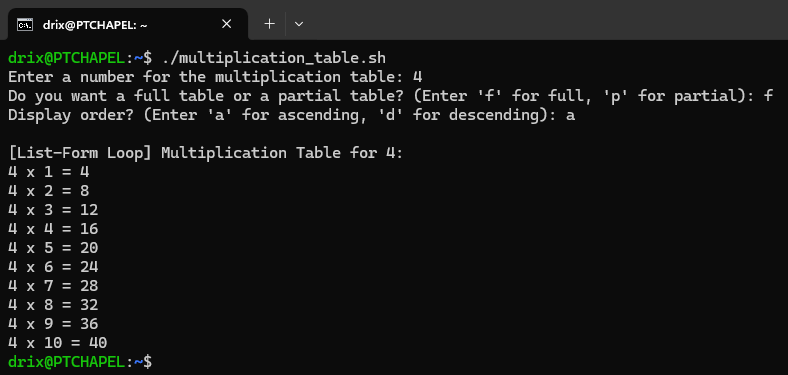 drix@PTCHAPEL: ~
drix@PTCHAPEL:~$ ./multiplication_table.sh
Enter a number for the multiplication table: 4
Do you want a full table or a partial table? (Enter 'f' for full, 'p' for partial): f
Display order? (Enter 'a' for ascending, 'd' for descending): a
[List-Form Loop] Multiplication Table for 4:
4 x 1 = 4
4 x 2 = 8
4 x 3 = 12
4 x 4 = 16
4 x 5 = 20
4 x 6 = 24
4 x 7 = 28
4 x 8 = 32
4 x 9 = 36
4 x 10 = 40
drix@PTCHAPEL:~$